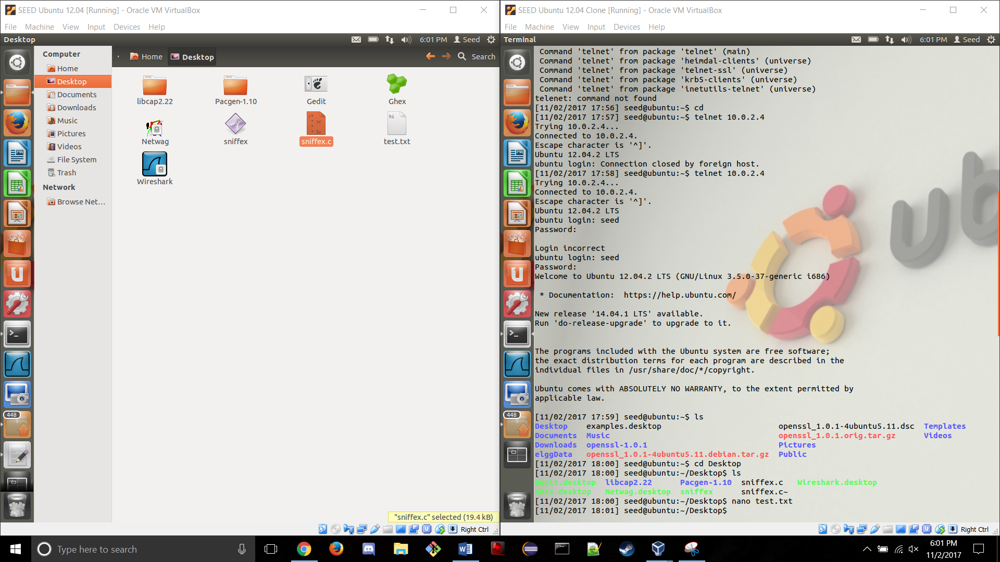 SEED Ubuntu 12.04 [Running] - Oracle VM VirtualBox
File Machine View Input Devices Help
Desktop 6:01 PM Seed
Computer
Home
Desktop
Documents
Downloads
Music
Pictures
Videos
File System
Trash
Network
Browse Net...
Home Desktop Search
libcap2.22 Pacgen-1.10 Gedit Ghex
/*
* sn
* Sn
hi
Netwag sniffex sniffex.c test.txt
Wireshark
448
"sniffex.c" selected (19.4 kB)
Right Ctrl
SEED Ubuntu 12.04 Clone [Running] - Oracle VM VirtualBox
File Machine View Input Devices Help
Terminal 6:01 PM Seed
Command 'telnet' from package 'telnet' (main)
Command 'telnet' from package 'heimdal-clients' (universe)
Command 'telnet' from package 'telnet-ssl' (universe)
Command 'telnet' from package 'krb5-clients' (universe)
Command 'telnet' from package 'inetutils-telnet' (universe)
telenet: command not found
[11/02/2017 17:56] seed@ubuntu:~$ cd
[11/02/2017 17:57] seed@ubuntu:~$ telnet 10.0.2.4
Trying 10.0.2.4...
Connected to 10.0.2.4.
Escape character is '^]'.
Ubuntu 12.04.2 LTS
ubuntu login: Connection closed by foreign host.
[11/02/2017 17:58] seed@ubuntu:~$ telnet 10.0.2.4
Trying 10.0.2.4...
Connected to 10.0.2.4.
Escape character is '^]'.
Ubuntu 12.04.2 LTS
ubuntu login: seed
Password:
Login incorrect
ubuntu login: seed
Password:
Welcome to Ubuntu 12.04.2 LTS (GNU/Linux 3.5.0-37-generic i686)
* Documentation:  https://help.ubuntu.com/
New release '14.04.1 LTS' available.
Run 'do-release-upgrade' to upgrade to it.
The programs included with the Ubuntu system are free software;
the exact distribution terms for each program are described in the
individual files in /usr/share/doc/*/copyright.
Ubuntu comes with ABSOLUTELY NO WARRANTY, to the extent permitted by
applicable law.
[11/02/2017 17:59] seed@ubuntu:~$ ls
Desktop examples.desktop openssl_1.0.1-4ubuntu5.11.dsc Templates
Documents Music openssl_1.0.1.orig.tar.gz Videos
Downloads openssl-1.0.1 Pictures
elggData openssl_1.0.1-4ubuntu5.11.debian.tar.gz Public
[11/02/2017 18:00] seed@ubuntu:~$ cd Desktop
[11/02/2017 18:00] seed@ubuntu:~/Desktop$ ls
Gedit.desktop libcap2.22 Pacgen-1.10 sniffex.c Wireshark.desktop
Ghex.desktop Netwag.desktop sniffex sniffex.c~
[11/02/2017 18:00] seed@ubuntu:~/Desktop$ nano test.txt
[11/02/2017 18:01] seed@ubuntu:~/Desktop$
ub
448
Right Ctrl
Type here to search
6:01 PM
11/2/2017